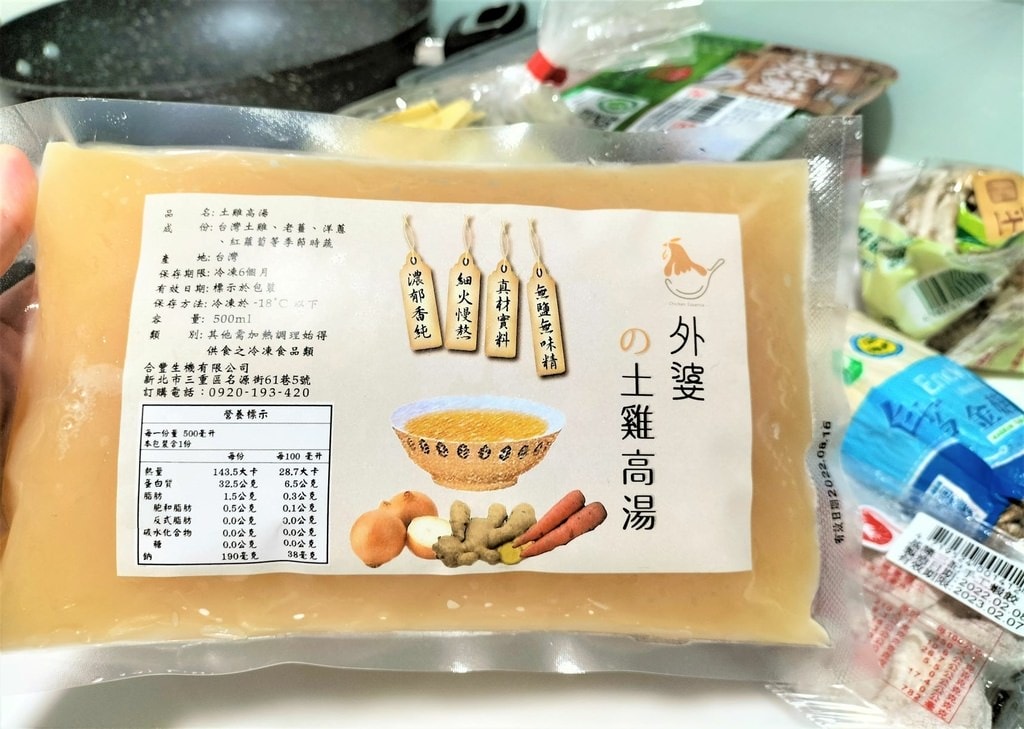 品　名:土雞高湯
成　份:台灣土雞、老薑、洋蔥
、紅蘿蔔等季節時蔬
產　地:台灣
保存期限:冷凍6個月
有效日期:標示於包裝
保存方法:冷凍於 -18°C 以下
容　量: 500ml
類　別: 其他需加熱調理始得
供食之冷凍食品類
合豐生機有限公司
新北市三重區名源街61巷5號
訂購電話：0920-193-420
營養標示
每一份量 500毫升
本包裝含1份
每份 每100 毫升
熱量 143.5大卡 28.7大卡
蛋白質 32.5公克 6.5公克
脂肪 1.5公克 0.3公克
飽和脂肪 0.5公克 0.1公克
反式脂肪 0.0公克 0.0公克
碳水化合物 0.0公克 0.0公克
糖 0.0公克 0.0公克
鈉 190毫克 38毫克
濃郁香純
細火慢熬
真材實料
無鹽無味精
外婆
の土雞高湯
有效日期2022.08.16
2023.02.07